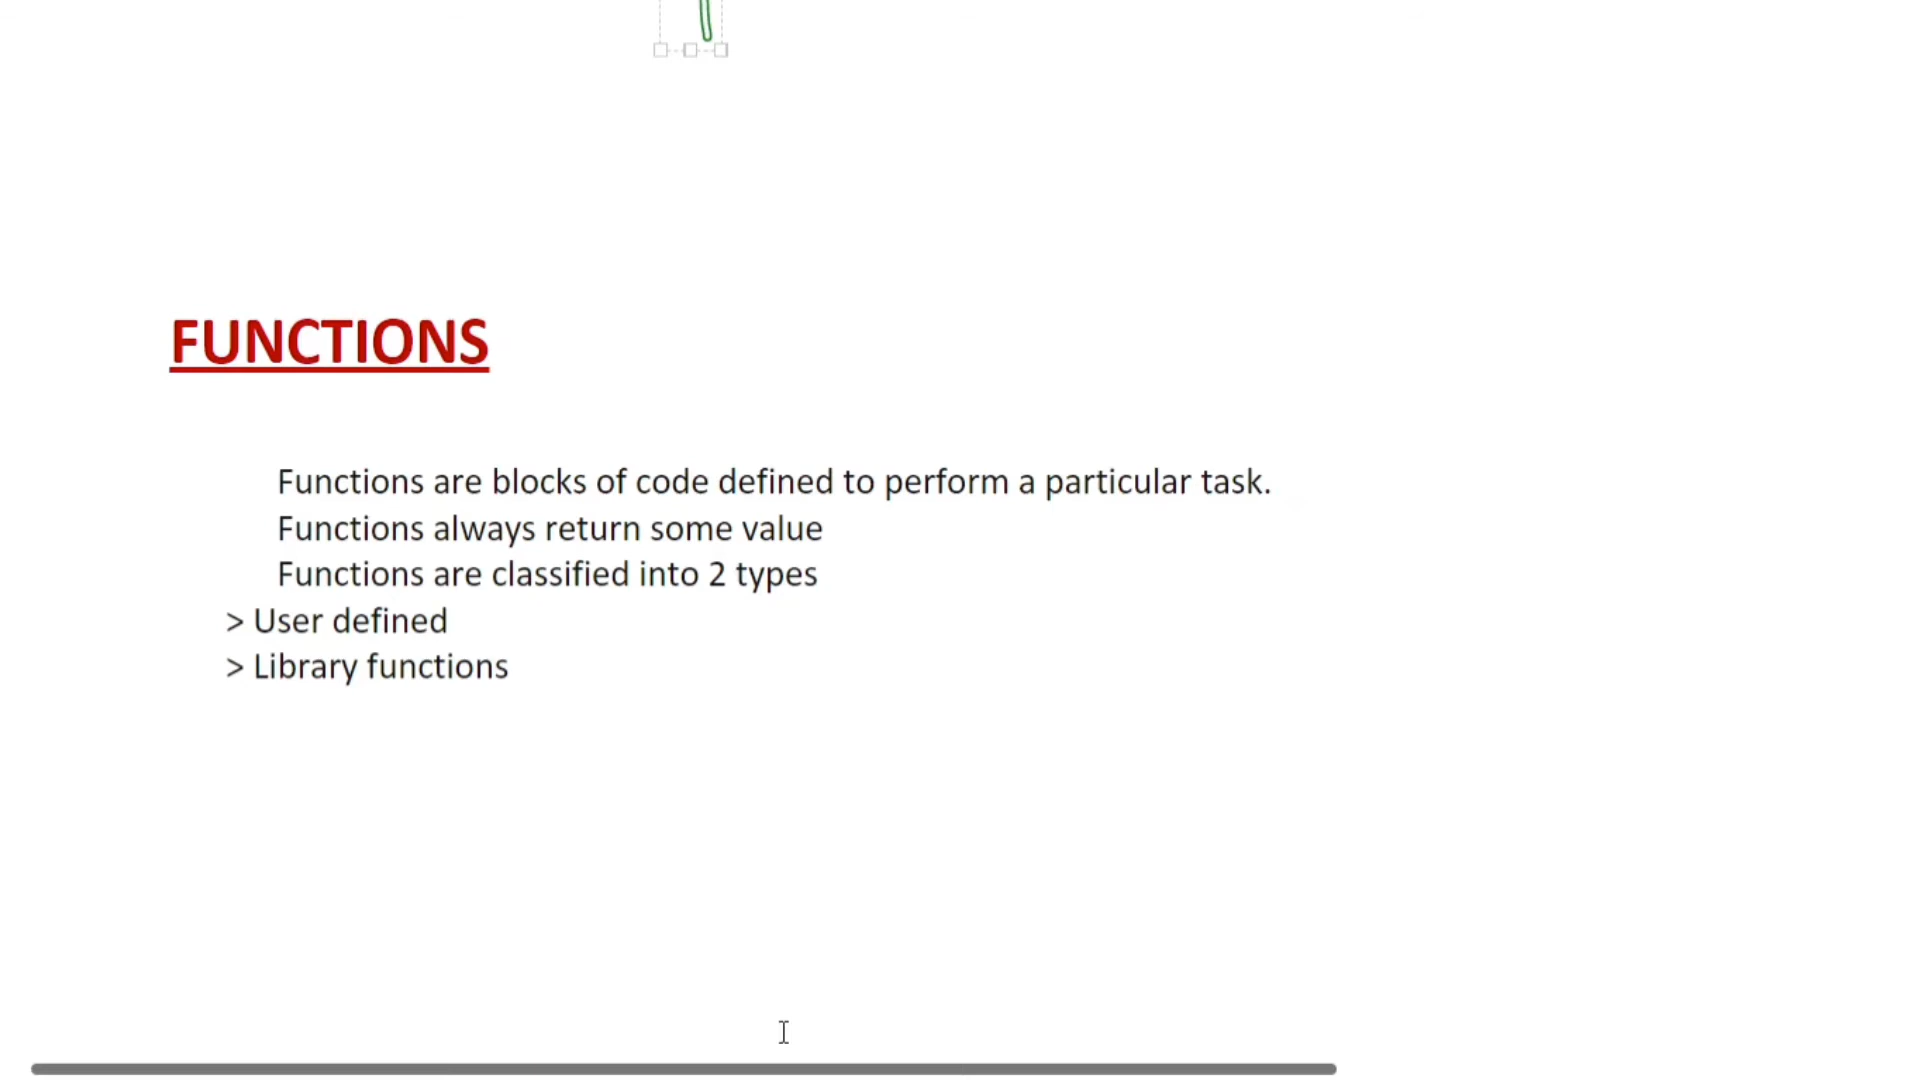 FUNCTIONS
Functions are blocks of code defined to perform a particular task.
Functions always return some value
Functions are classified into 2 types
> User defined
> Library functions